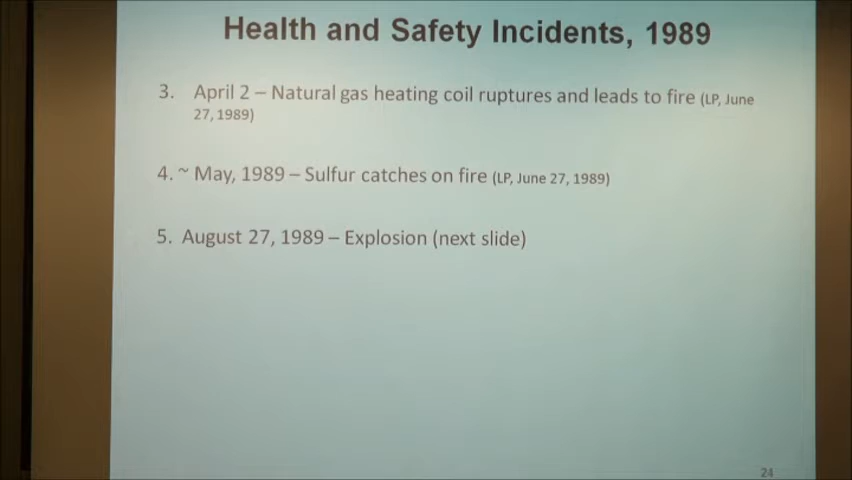 Health and Safety Incidents, 1989
3. April 2 – Natural gas heating coil ruptures and leads to fire (LP, June
27, 1989)
4. ~ May, 1989 – Sulfur catches on fire (LP, June 27, 1989)
5. August 27, 1989 – Explosion (next slide)
24